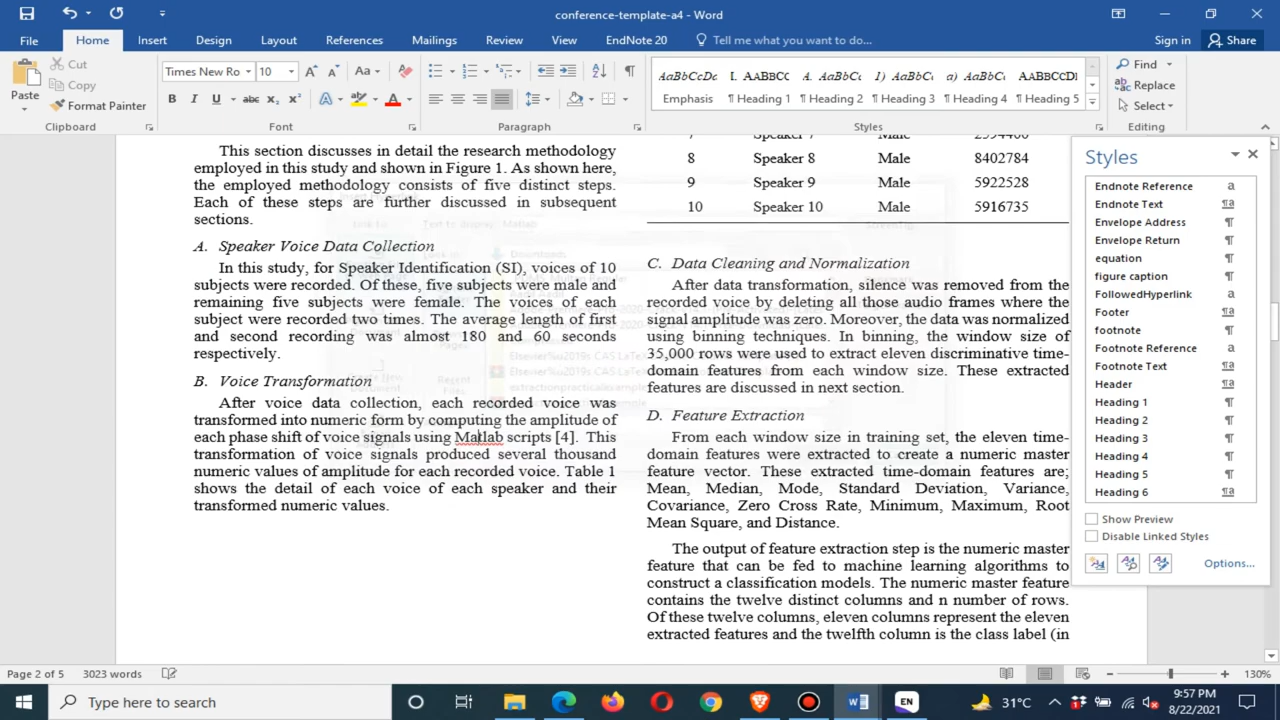 conference-template-a4 - Word
File Home Insert Design Layout References Mailings Review View EndNote 20 Tell me what you want to do... Sign in Share
Paste
Cut
Copy
Format Painter
Clipboard
Times New Ro 10 Aa
B I U abc X₂ X² A A
Font
Paragraph
AaBbCcDc I. AABBCC A. AaBbCc 1) AaBbCc a) AaBbCc AABBCCDI
Emphasis ¶ Heading 1 ¶ Heading 2 ¶ Heading 3 ¶ Heading 4 ¶ Heading 5
Styles
Find
Replace
Select
Editing
This section discusses in detail the research methodology
employed in this study and shown in Figure 1. As shown here,
the employed methodology consists of five distinct steps.
Each of these steps are further discussed in subsequent
sections.
A. Speaker Voice Data Collection
In this study, for Speaker Identification (SI), voices of 10
subjects were recorded. Of these, five subjects were male and
remaining five subjects were female. The voices of each
subject were recorded two times. The average length of first
and second recording was almost 180 and 60 seconds
respectively.
B. Voice Transformation
After voice data collection, each recorded voice was
transformed into numeric form by computing the amplitude of
each phase shift of voice signals using Matlab scripts [4]. This
transformation of voice signals produced several thousand
numeric values of amplitude for each recorded voice. Table 1
shows the detail of each voice of each speaker and their
transformed numeric values.
7 Speaker 7 Male 2394400
8 Speaker 8 Male 8402784
9 Speaker 9 Male 5922528
10 Speaker 10 Male 5916735
C. Data Cleaning and Normalization
After data transformation, silence was removed from the
recorded voice by deleting all those audio frames where the
signal amplitude was zero. Moreover, the data was normalized
using binning techniques. In binning, the window size of
35,000 rows were used to extract eleven discriminative time-
domain features from each window size. These extracted
features are discussed in next section.
D. Feature Extraction
From each window size in training set, the eleven time-
domain features were extracted to create a numeric master
feature vector. These extracted time-domain features are;
Mean, Median, Mode, Standard Deviation, Variance,
Covariance, Zero Cross Rate, Minimum, Maximum, Root
Mean Square, and Distance.
The output of feature extraction step is the numeric master
feature that can be fed to machine learning algorithms to
construct a classification models. The numeric master feature
contains the twelve distinct columns and n number of rows.
Of these twelve columns, eleven columns represent the eleven
extracted features and the twelfth column is the class label (in
Styles
Endnote Reference a
Endnote Text ¶a
Envelope Address ¶
Envelope Return ¶
equation ¶
figure caption ¶
FollowedHyperlink a
Footer ¶a
footnote ¶
Footnote Reference a
Footnote Text ¶a
Header ¶a
Heading 1 ¶
Heading 2 ¶
Heading 3 ¶
Heading 4 ¶
Heading 5 ¶
Heading 6 ¶a
Show Preview
Disable Linked Styles
Options...
Page 2 of 5 3023 words 130%
Type here to search EN 31°C 9:57 PM
8/22/2021